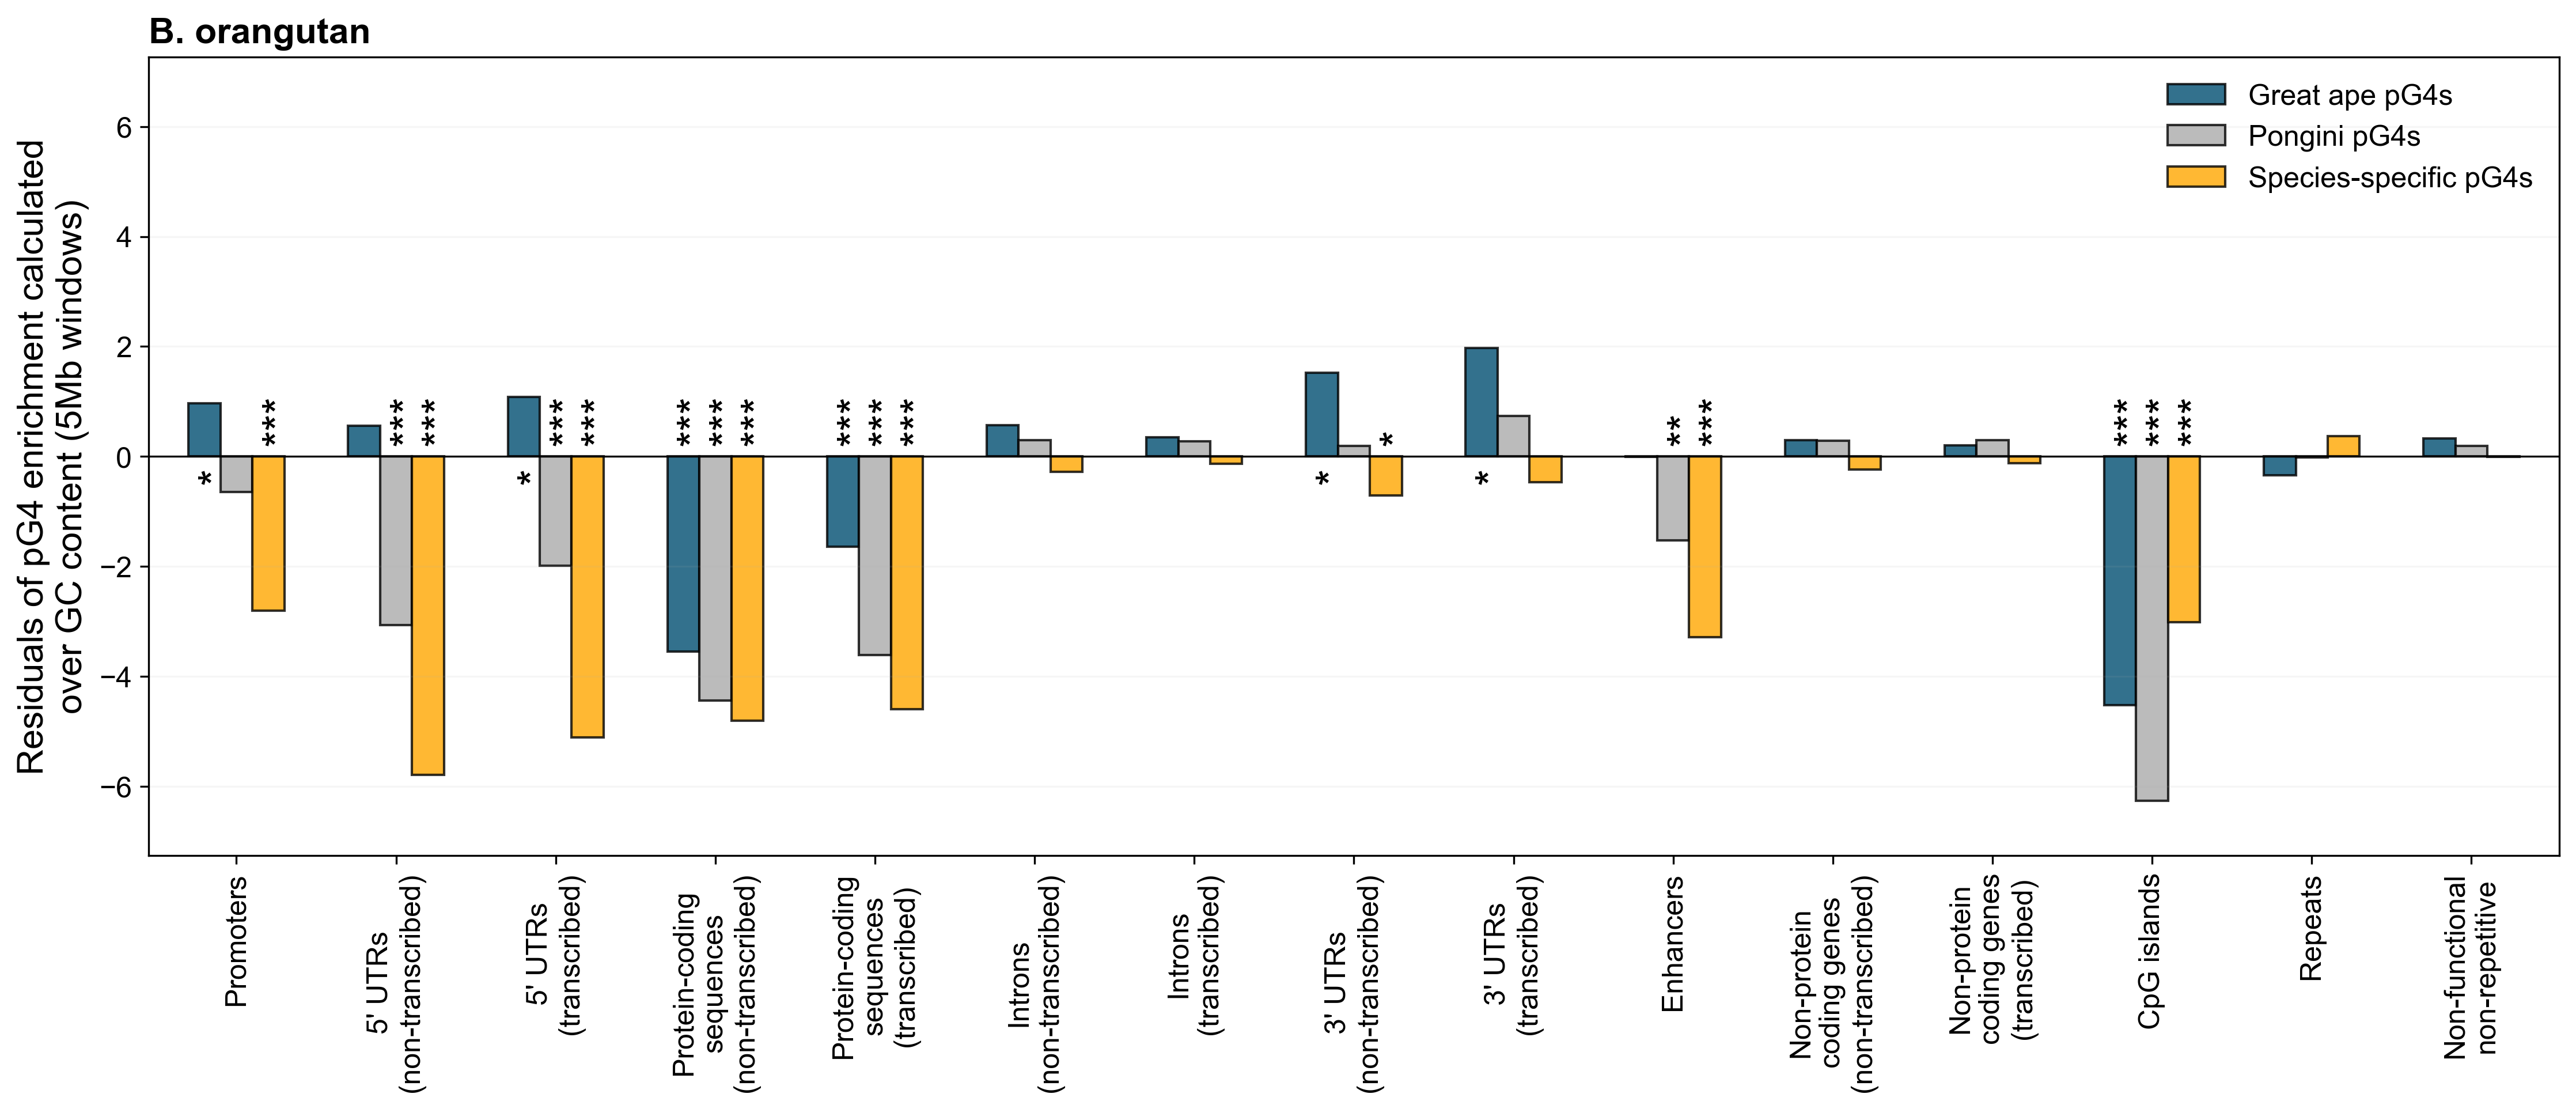 B. orangutan
Residuals of pG4 enrichment calculated
over GC content (5Mb windows)
6
4
2
0
−2
−4
−6
Great ape pG4s
Pongini pG4s
Species-specific pG4s
*
***
***
***
*
***
***
***
***
***
***
***
***
*
*
*
**
***
***
***
***
Promoters
5' UTRs
(non-transcribed)
5' UTRs
(transcribed)
Protein-coding
sequences
(non-transcribed)
Protein-coding
sequences
(transcribed)
Introns
(non-transcribed)
Introns
(transcribed)
3' UTRs
(non-transcribed)
3' UTRs
(transcribed)
Enhancers
Non-protein
coding genes
(non-transcribed)
Non-protein
coding genes
(transcribed)
CpG islands
Repeats
Non-functional
non-repetitive